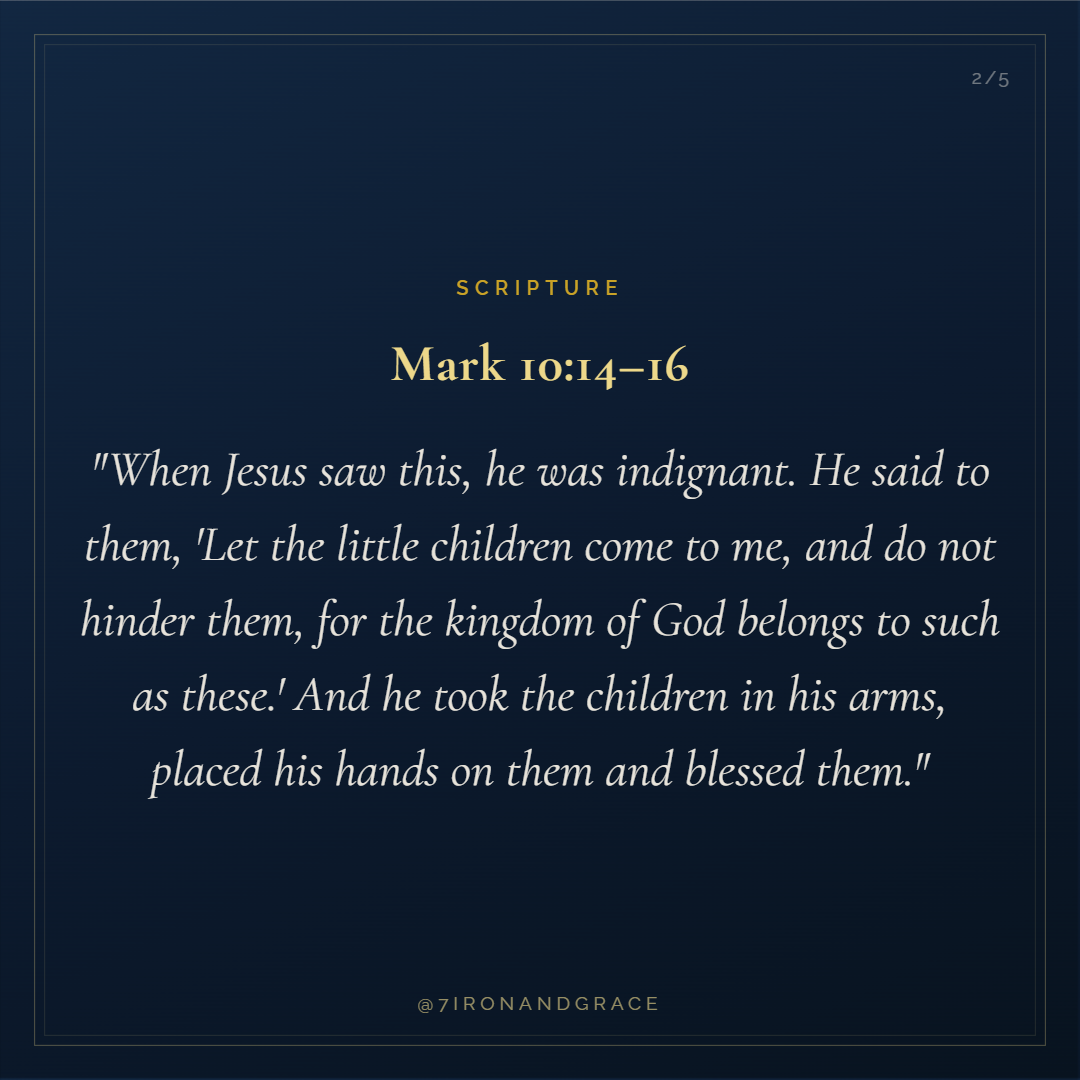 2/5
SCRIPTURE
Mark 10:14–16
"When Jesus saw this, he was indignant. He said to
them, 'Let the little children come to me, and do not
hinder them, for the kingdom of God belongs to such
as these.' And he took the children in his arms,
placed his hands on them and blessed them."
@7IRONANDGRACE